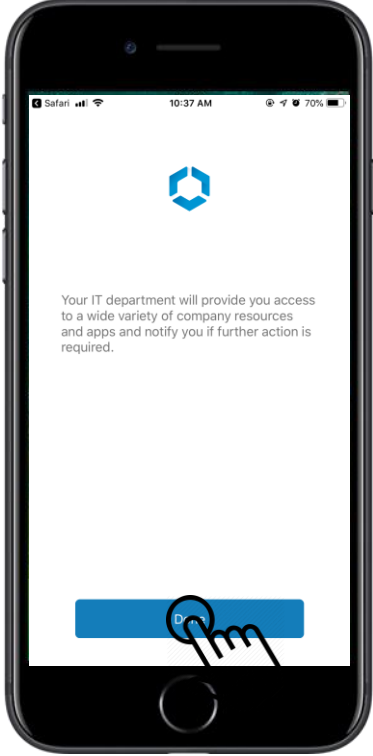 Safari 10:37 AM 70%
Your IT department will provide you access
to a wide variety of company resources
and apps and notify you if further action is
required.
Done